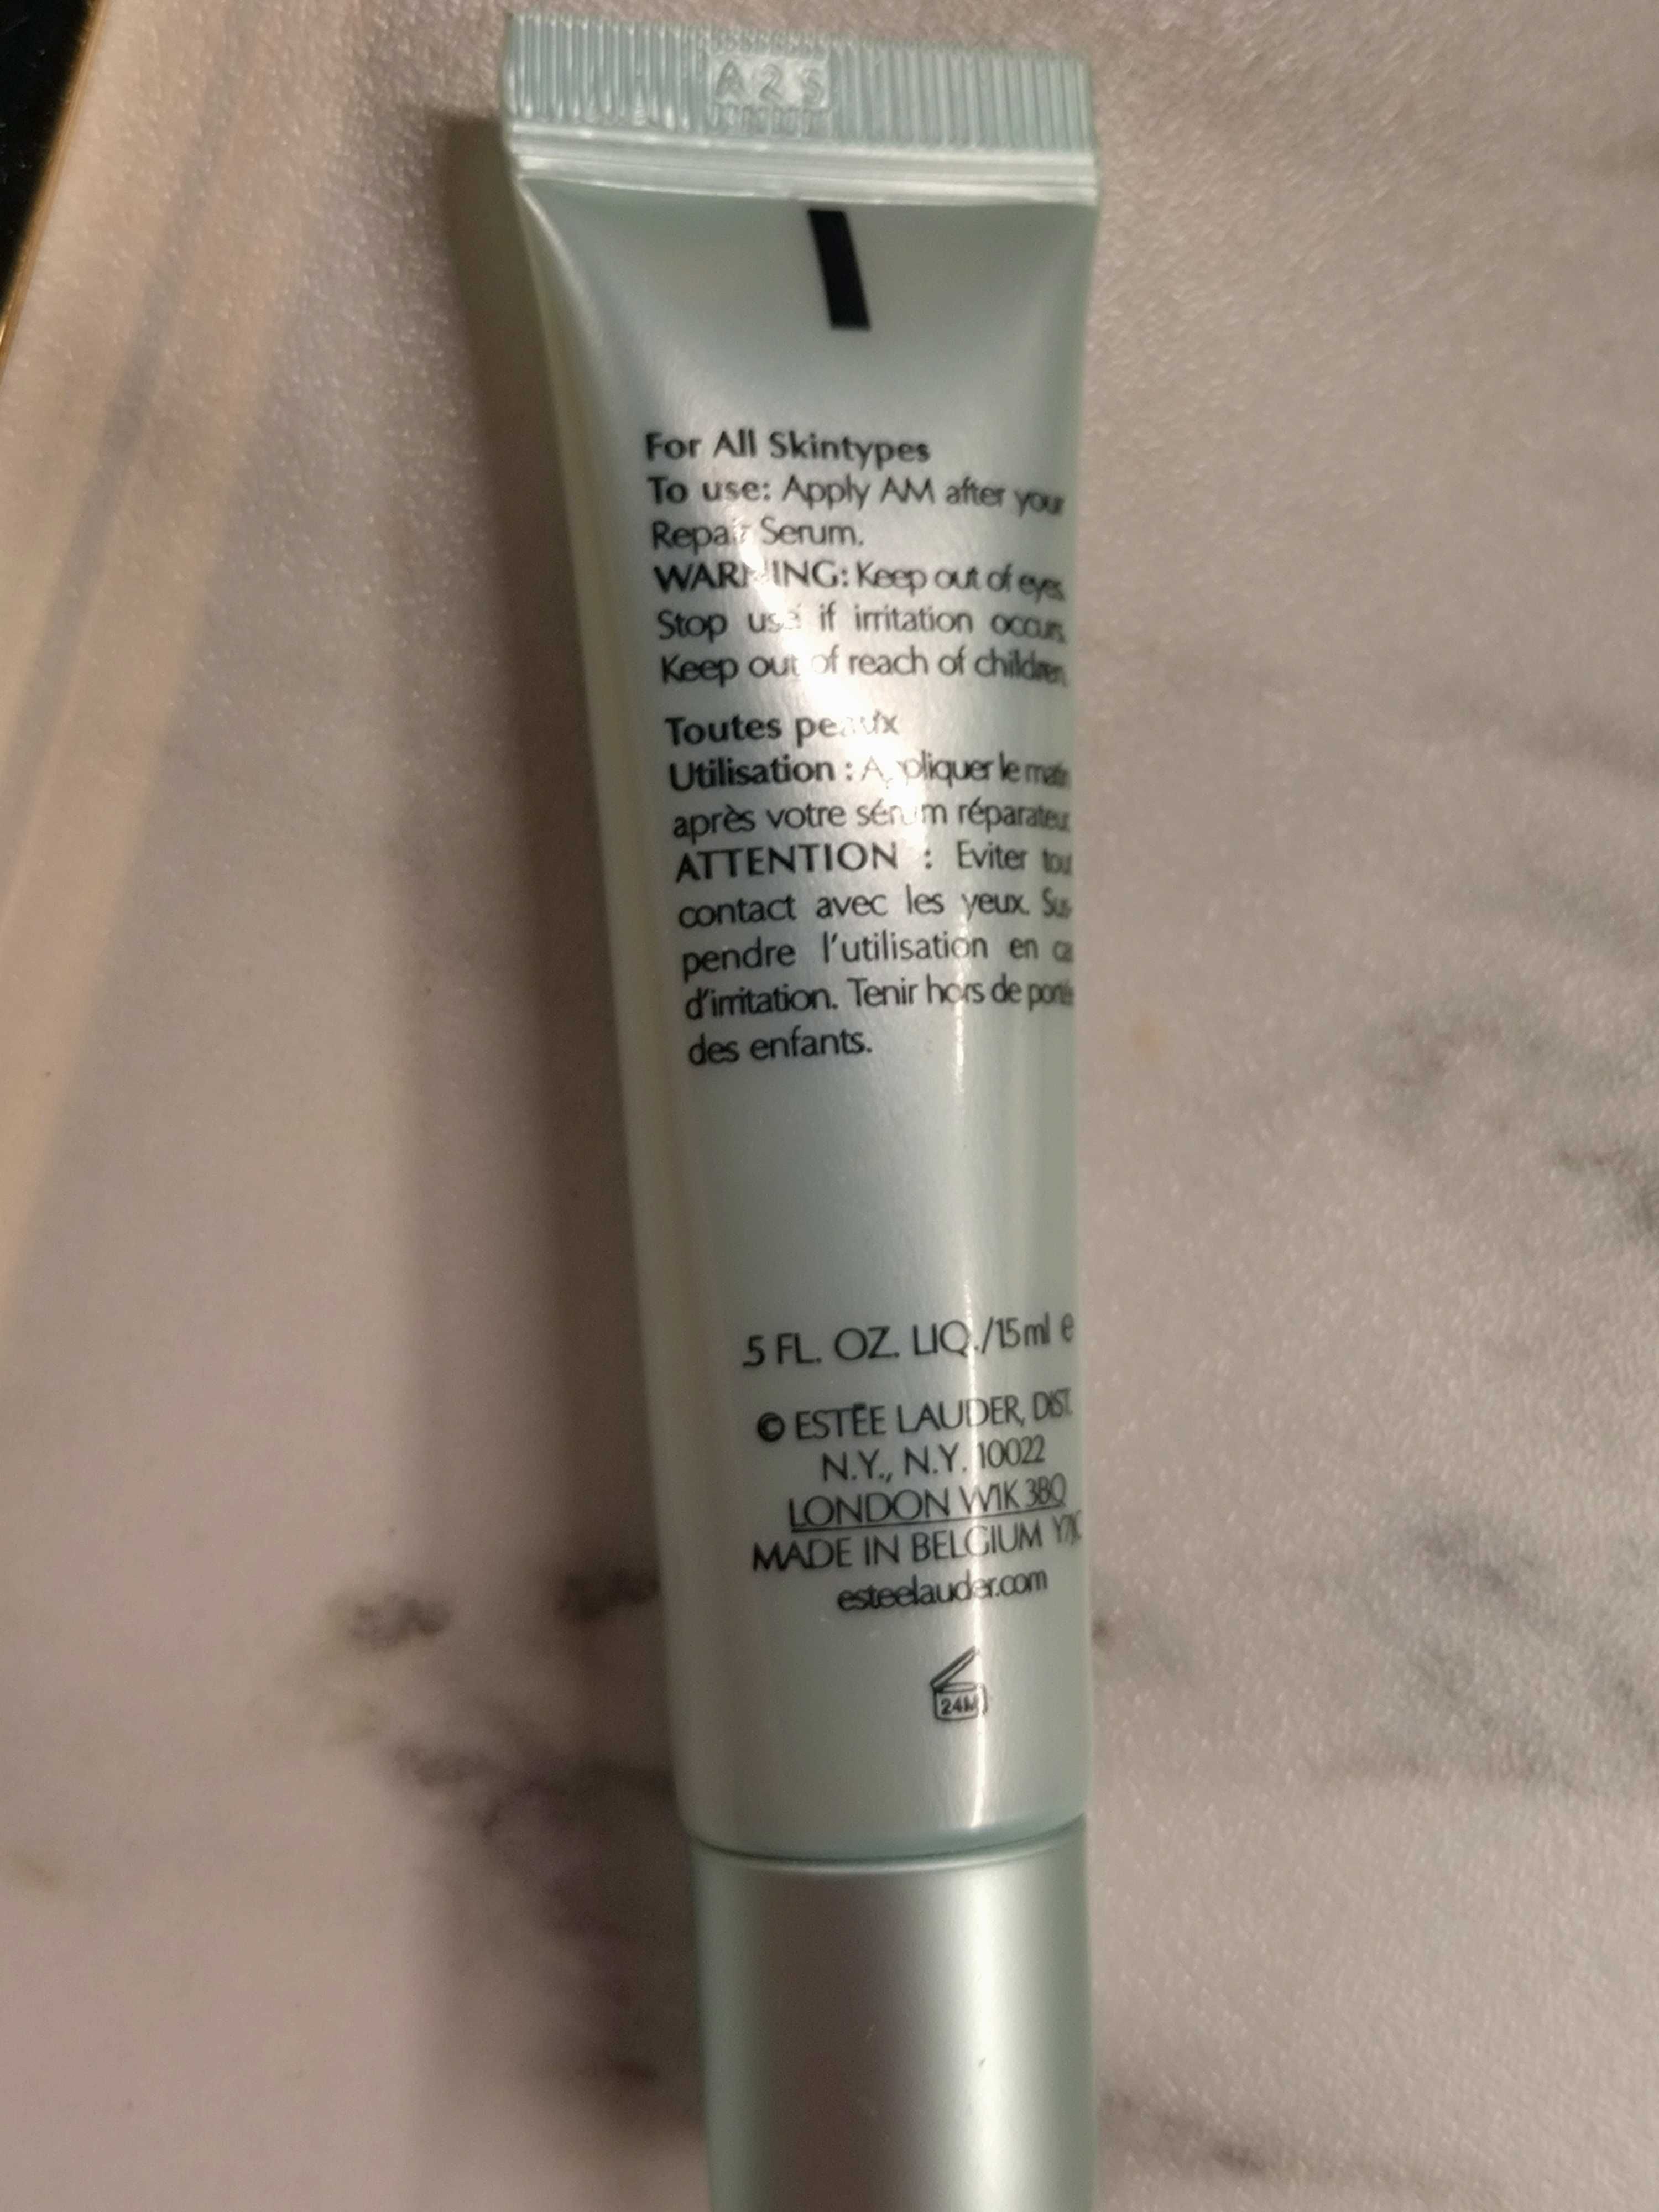 A25
For All Skintypes
To use: Apply AM after your
Repair Serum.
WARNING: Keep out of eyes.
Stop use if irritation occurs.
Keep out of reach of children.
Toutes peaux
Utilisation : Appliquer le matin
après votre sérum réparateur.
ATTENTION : Eviter tout
contact avec les yeux. Sus-
pendre l'utilisation en cas
d'irritation. Tenir hors de portée
des enfants.
.5 FL. OZ. LIQ./15ml e
© ESTĒE LAUDER, DIST.
N.Y., N.Y. 10022
LONDON W1K 3BQ
MADE IN BELGIUM
esteelauder.com
24M